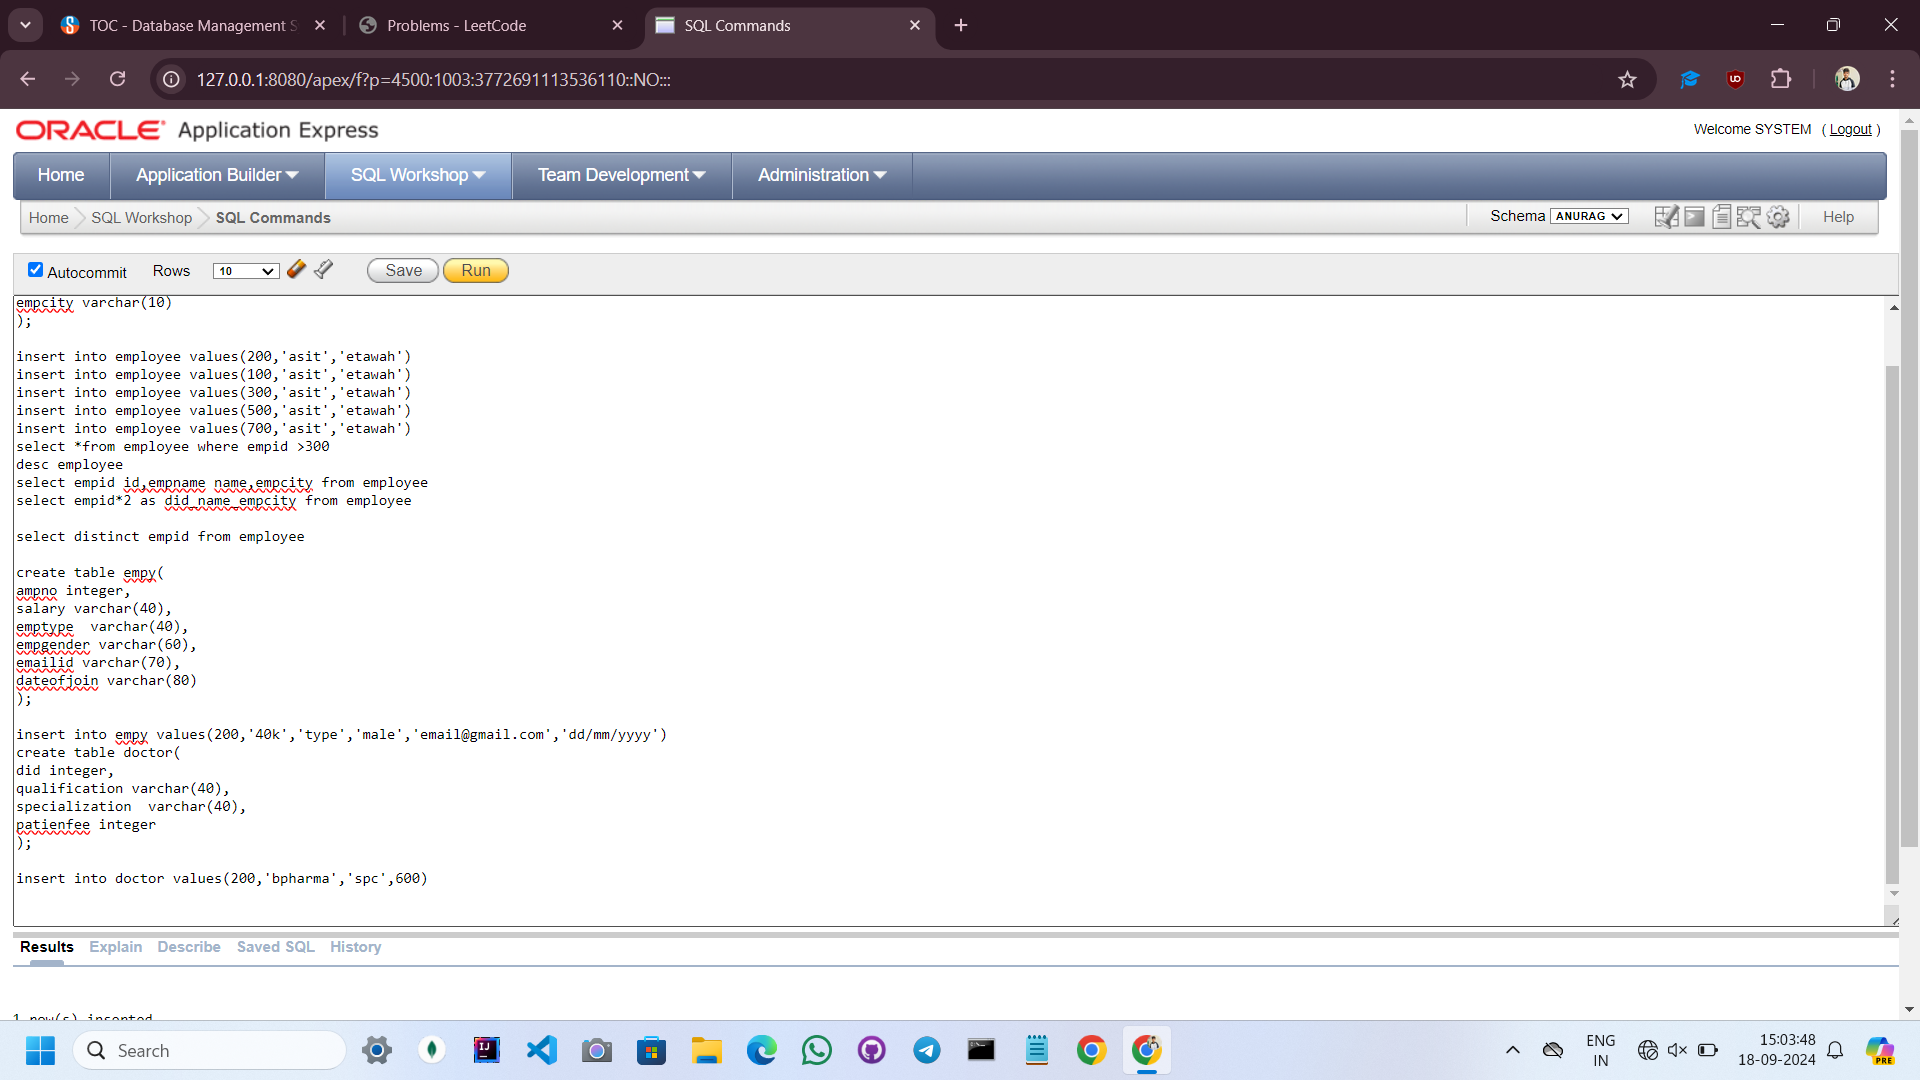 TOC - Database Management S
Problems - LeetCode
SQL Commands
127.0.0.1:8080/apex/f?p=4500:1003:3772691113536110::NO:::
ORACLE Application Express
Welcome SYSTEM ( Logout )
Home
Application Builder
SQL Workshop
Team Development
Administration
Home
SQL Workshop
SQL Commands
Schema ANURAG
Help
Autocommit
Rows
10
Save
Run
empcity varchar(10)
);
insert into employee values(200,'asit','etawah')
insert into employee values(100,'asit','etawah')
insert into employee values(300,'asit','etawah')
insert into employee values(500,'asit','etawah')
insert into employee values(700,'asit','etawah')
select *from employee where empid >300
desc employee
select empid id,empname name,empcity from employee
select empid*2 as did_name_empcity from employee
select distinct empid from employee
create table empy(
ampno integer,
salary varchar(40),
emptype  varchar(40),
empgender varchar(60),
emailid varchar(70),
dateofjoin varchar(80)
);
insert into empy values(200,'40k','type','male','email@gmail.com','dd/mm/yyyy')
create table doctor(
did integer,
qualification varchar(40),
specialization  varchar(40),
patienfee integer
);
insert into doctor values(200,'bpharma','spc',600)
Results
Explain
Describe
Saved SQL
History
1 row(s) inserted
Search
ENG
IN
15:03:48
18-09-2024
PRE